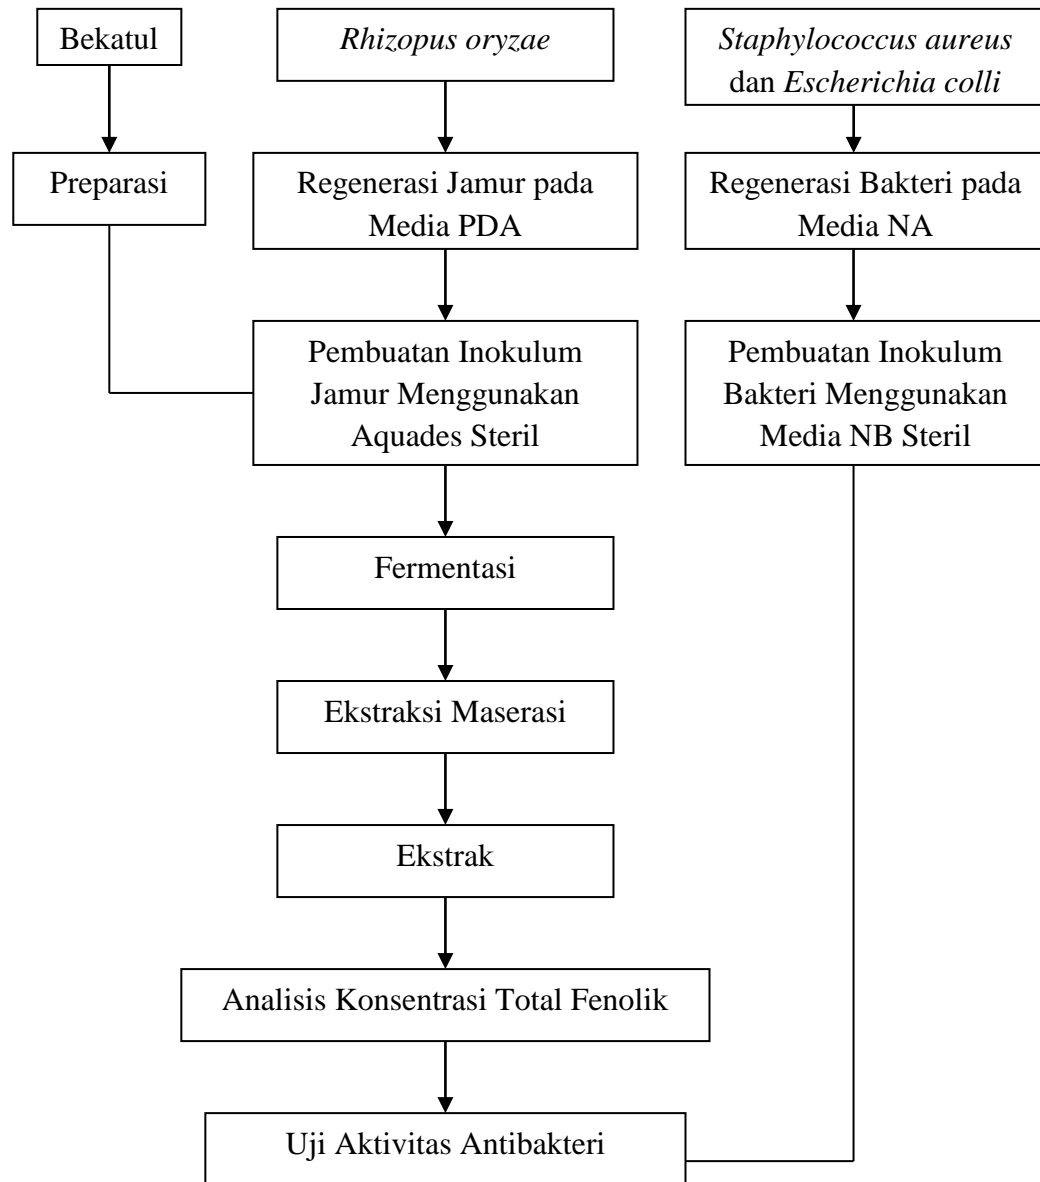 Bekatul
Rhizopus oryzae
Staphylococcus aureus
dan Escherichia colli
Preparasi
Regenerasi Jamur pada
Media PDA
Regenerasi Bakteri pada
Media NA
Pembuatan Inokulum
Jamur Menggunakan
Aquades Steril
Pembuatan Inokulum
Bakteri Menggunakan
Media NB Steril
Fermentasi
Ekstraksi Maserasi
Ekstrak
Analisis Konsentrasi Total Fenolik
Uji Aktivitas Antibakteri